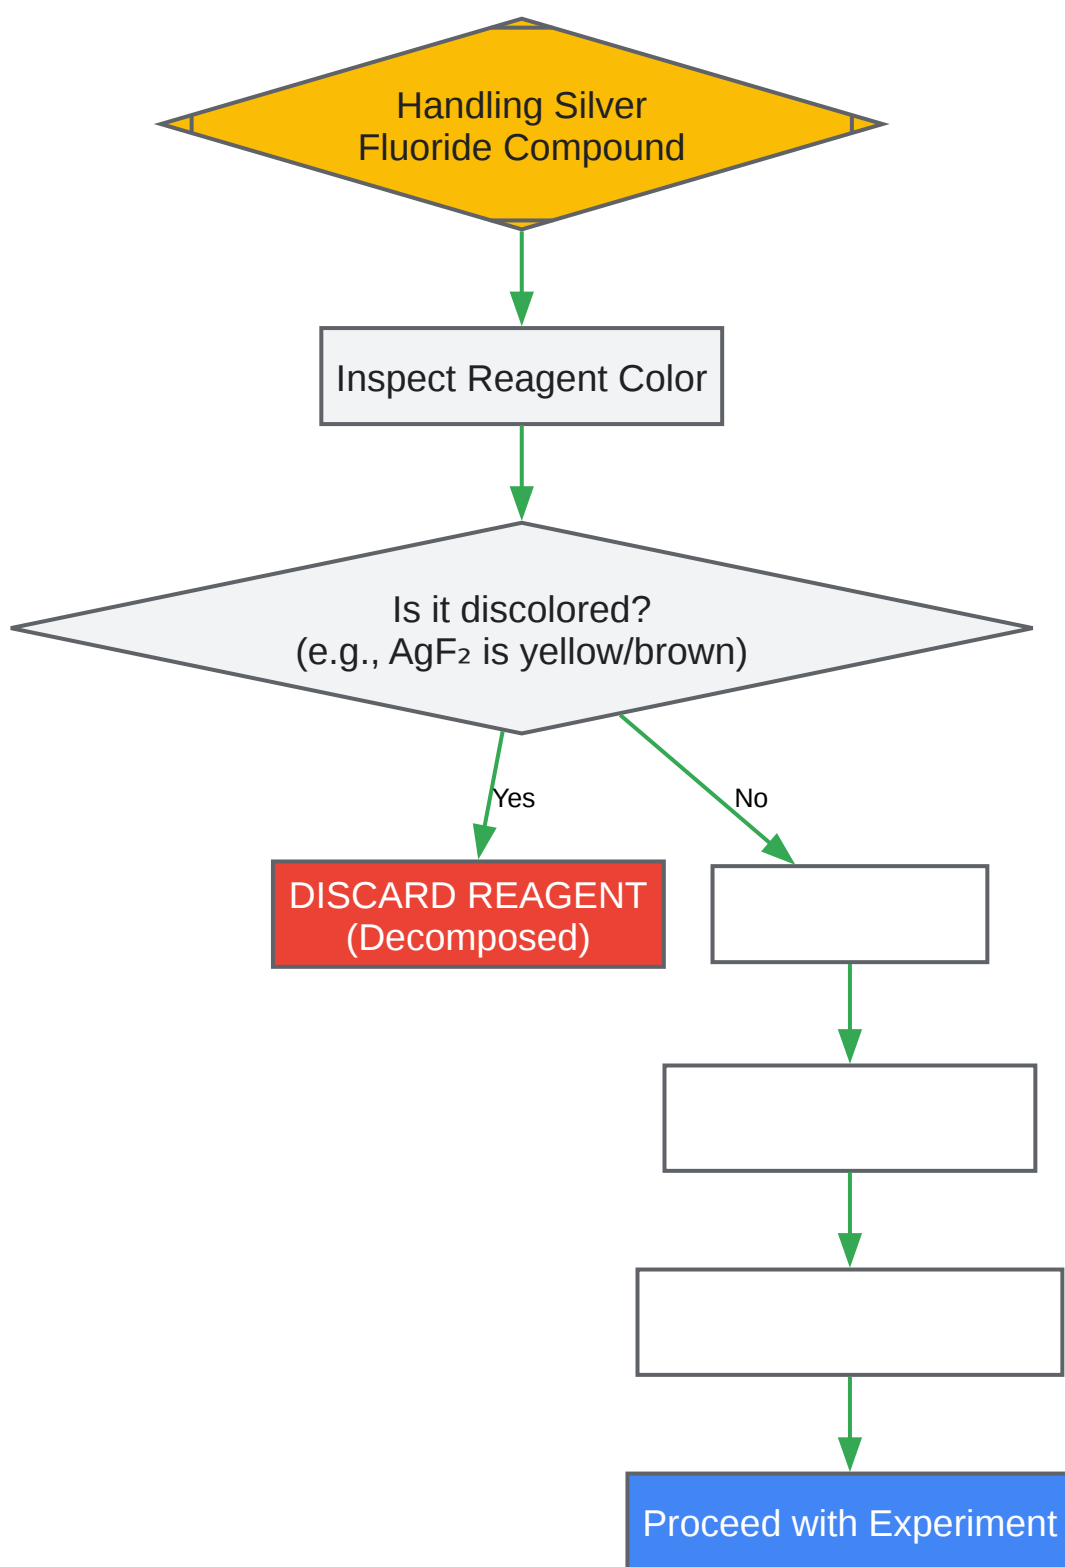 Handling Silver
Fluoride Compound
Inspect Reagent Color
Is it discolored?
(e.g., AgF₂ is yellow/brown)
Yes
No
DISCARD REAGENT
(Decomposed)
Proceed with Experiment